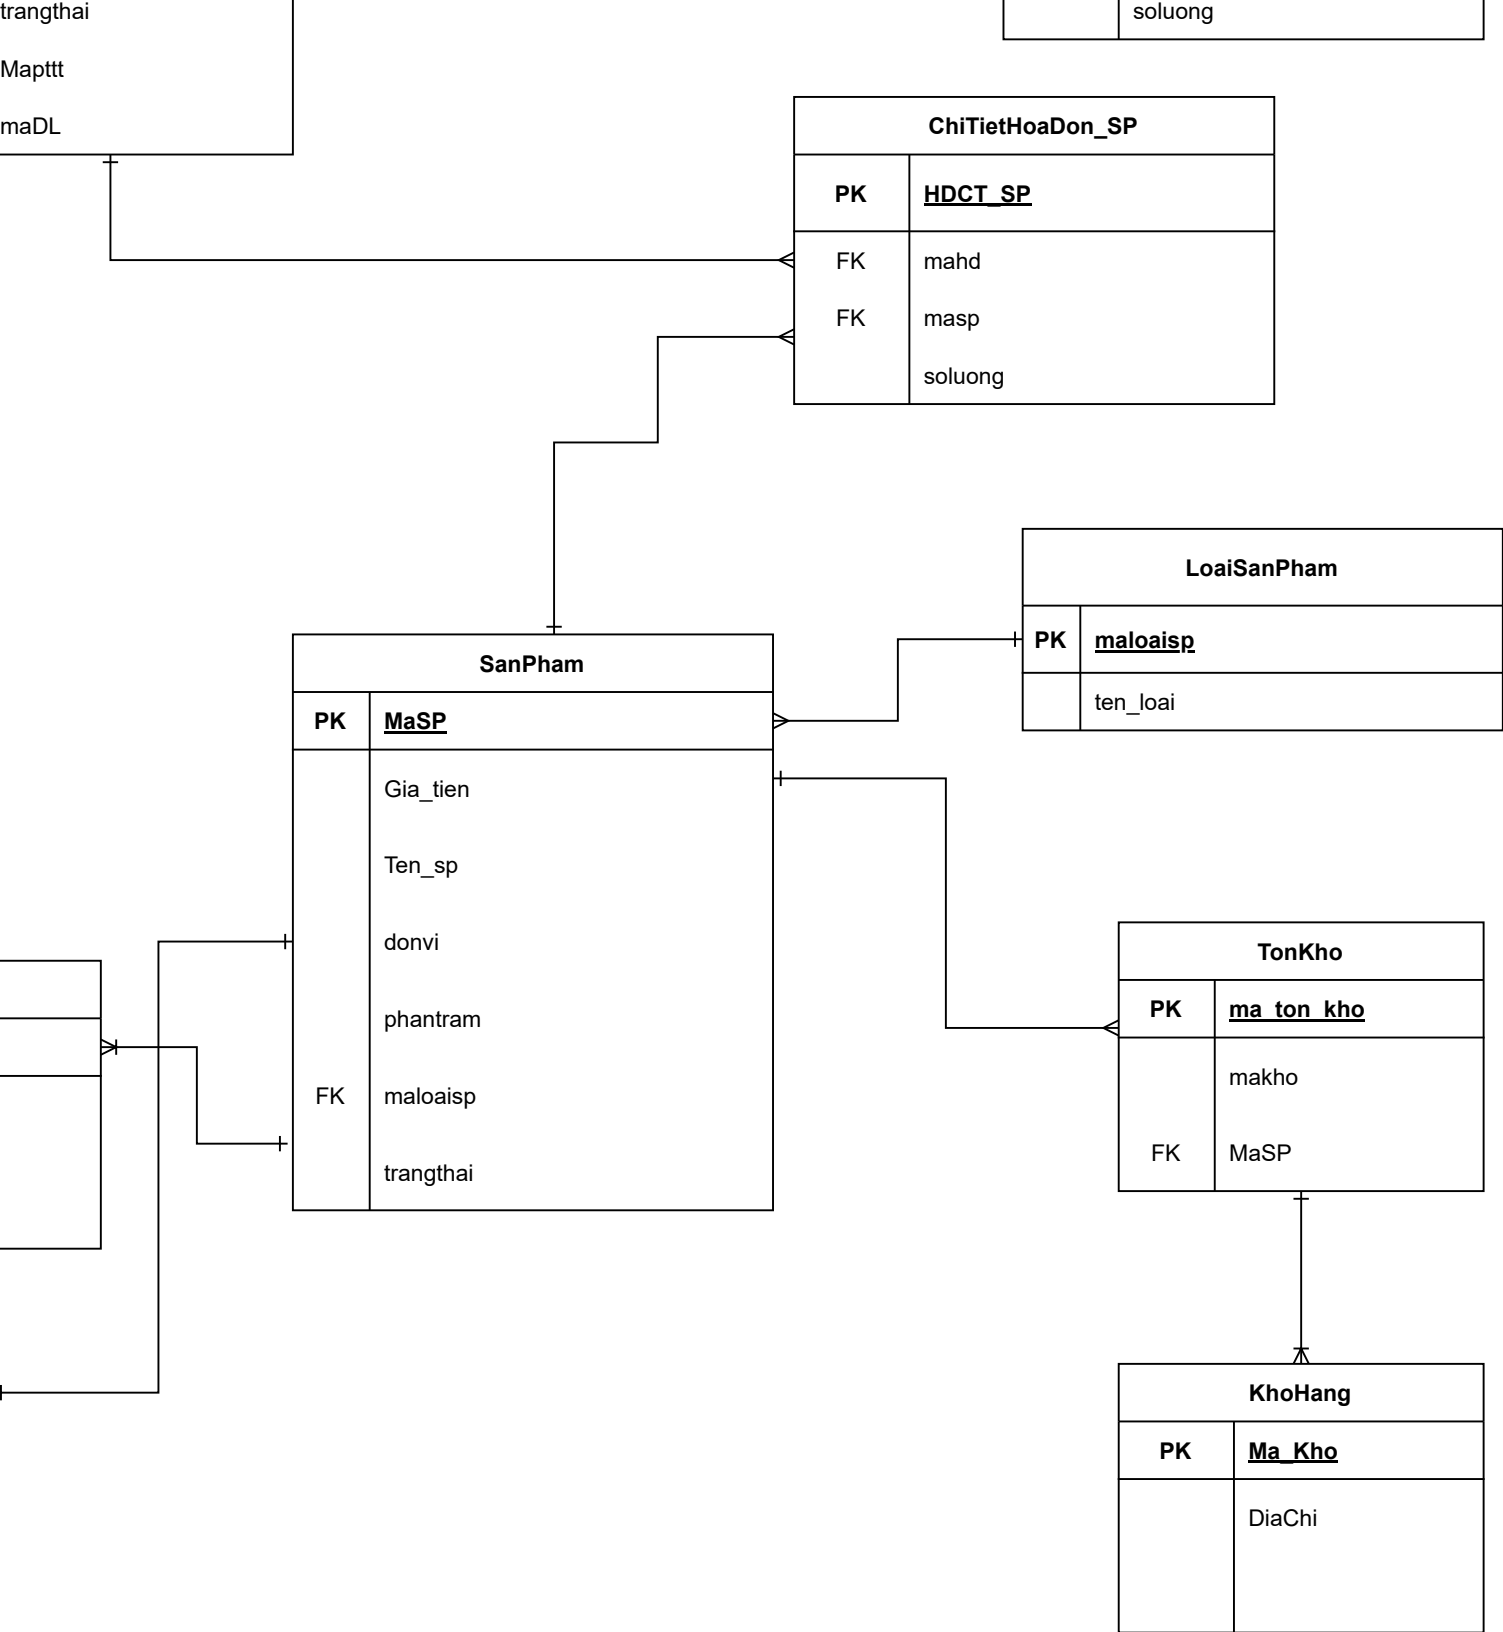 trangthai
Mapttt
maDL
soluong
ChiTietHoaDon_SP
PK HDCT_SP
FK mahd
FK masp
soluong
LoaiSanPham
PK maloaisp
ten_loai
SanPham
PK MaSP
Gia_tien
Ten_sp
donvi
phantram
FK maloaisp
trangthai
TonKho
PK ma_ton_kho
makho
FK MaSP
KhoHang
PK Ma_Kho
DiaChi